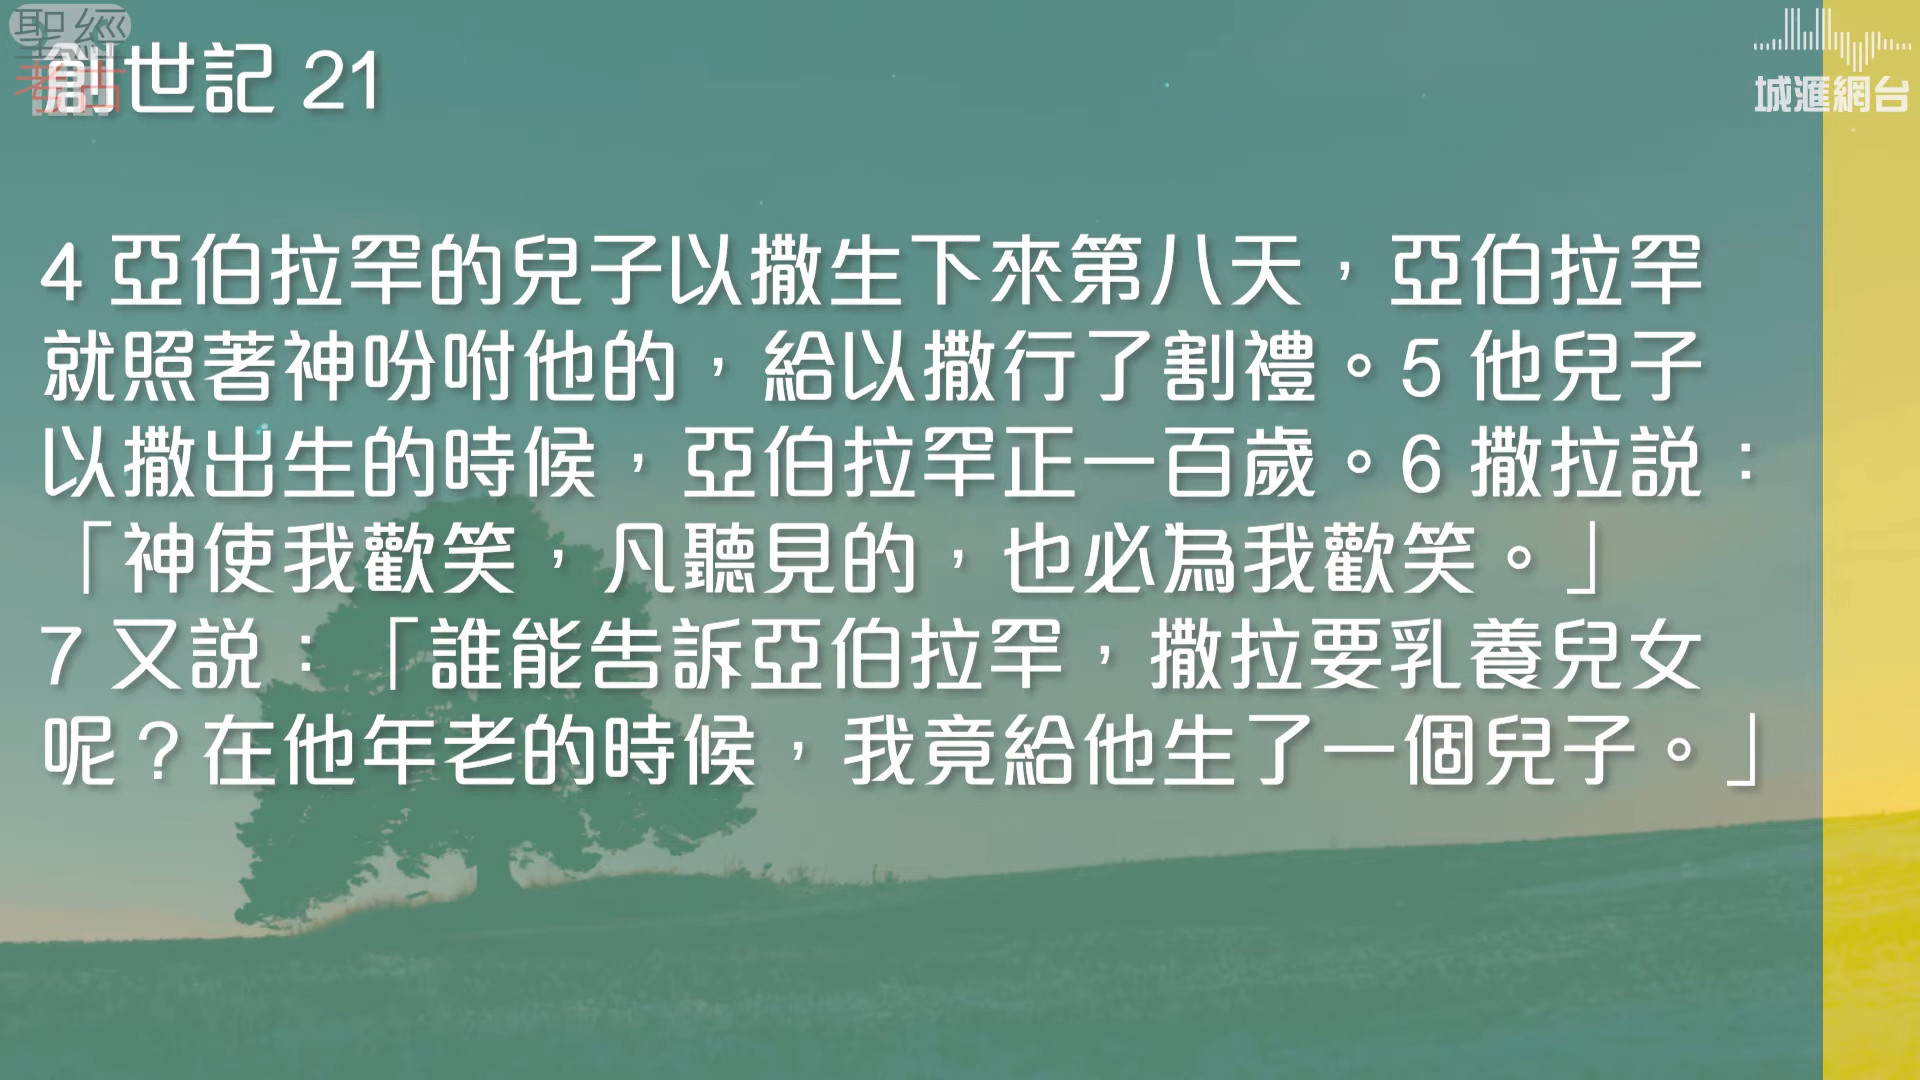 聖經
考古
創世記 21
城滙網台
4 亞伯拉罕的兒子以撒生下來第八天，亞伯拉罕
就照著神吩咐他的，給以撒行了割禮。5 他兒子
以撒出生的時候，亞伯拉罕正一百歲。6 撒拉説：
「神使我歡笑，凡聽見的，也必為我歡笑。」
7 又説：「誰能告訴亞伯拉罕，撒拉要乳養兒女
呢？在他年老的時候，我竟給他生了一個兒子。」